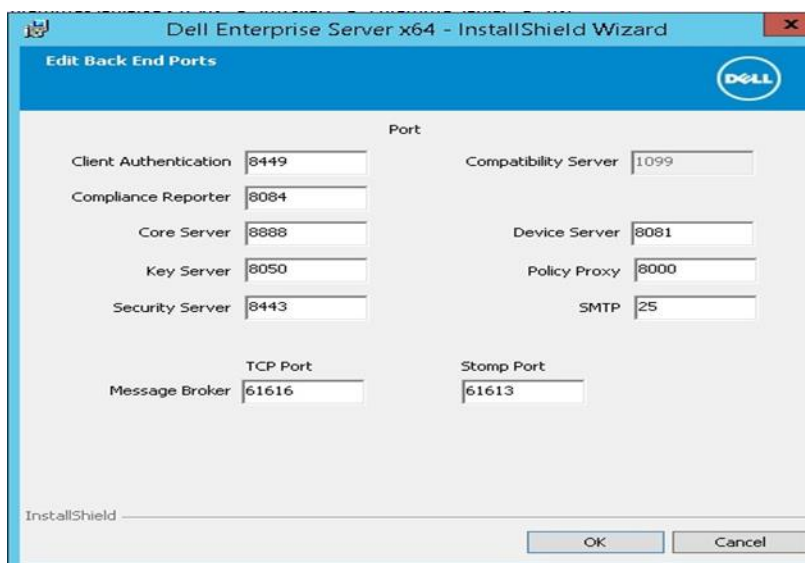 Dell Enterprise Server x64 - InstallShield Wizard
Edit Back End Ports
DELL
Port
Client Authentication 8449 Compatibility Server 1099
Compliance Reporter 8084
Core Server 8888 Device Server 8081
Key Server 8050 Policy Proxy 8000
Security Server 8443 SMTP 25
TCP Port Stomp Port
Message Broker 61616 61613
InstallShield
OK Cancel